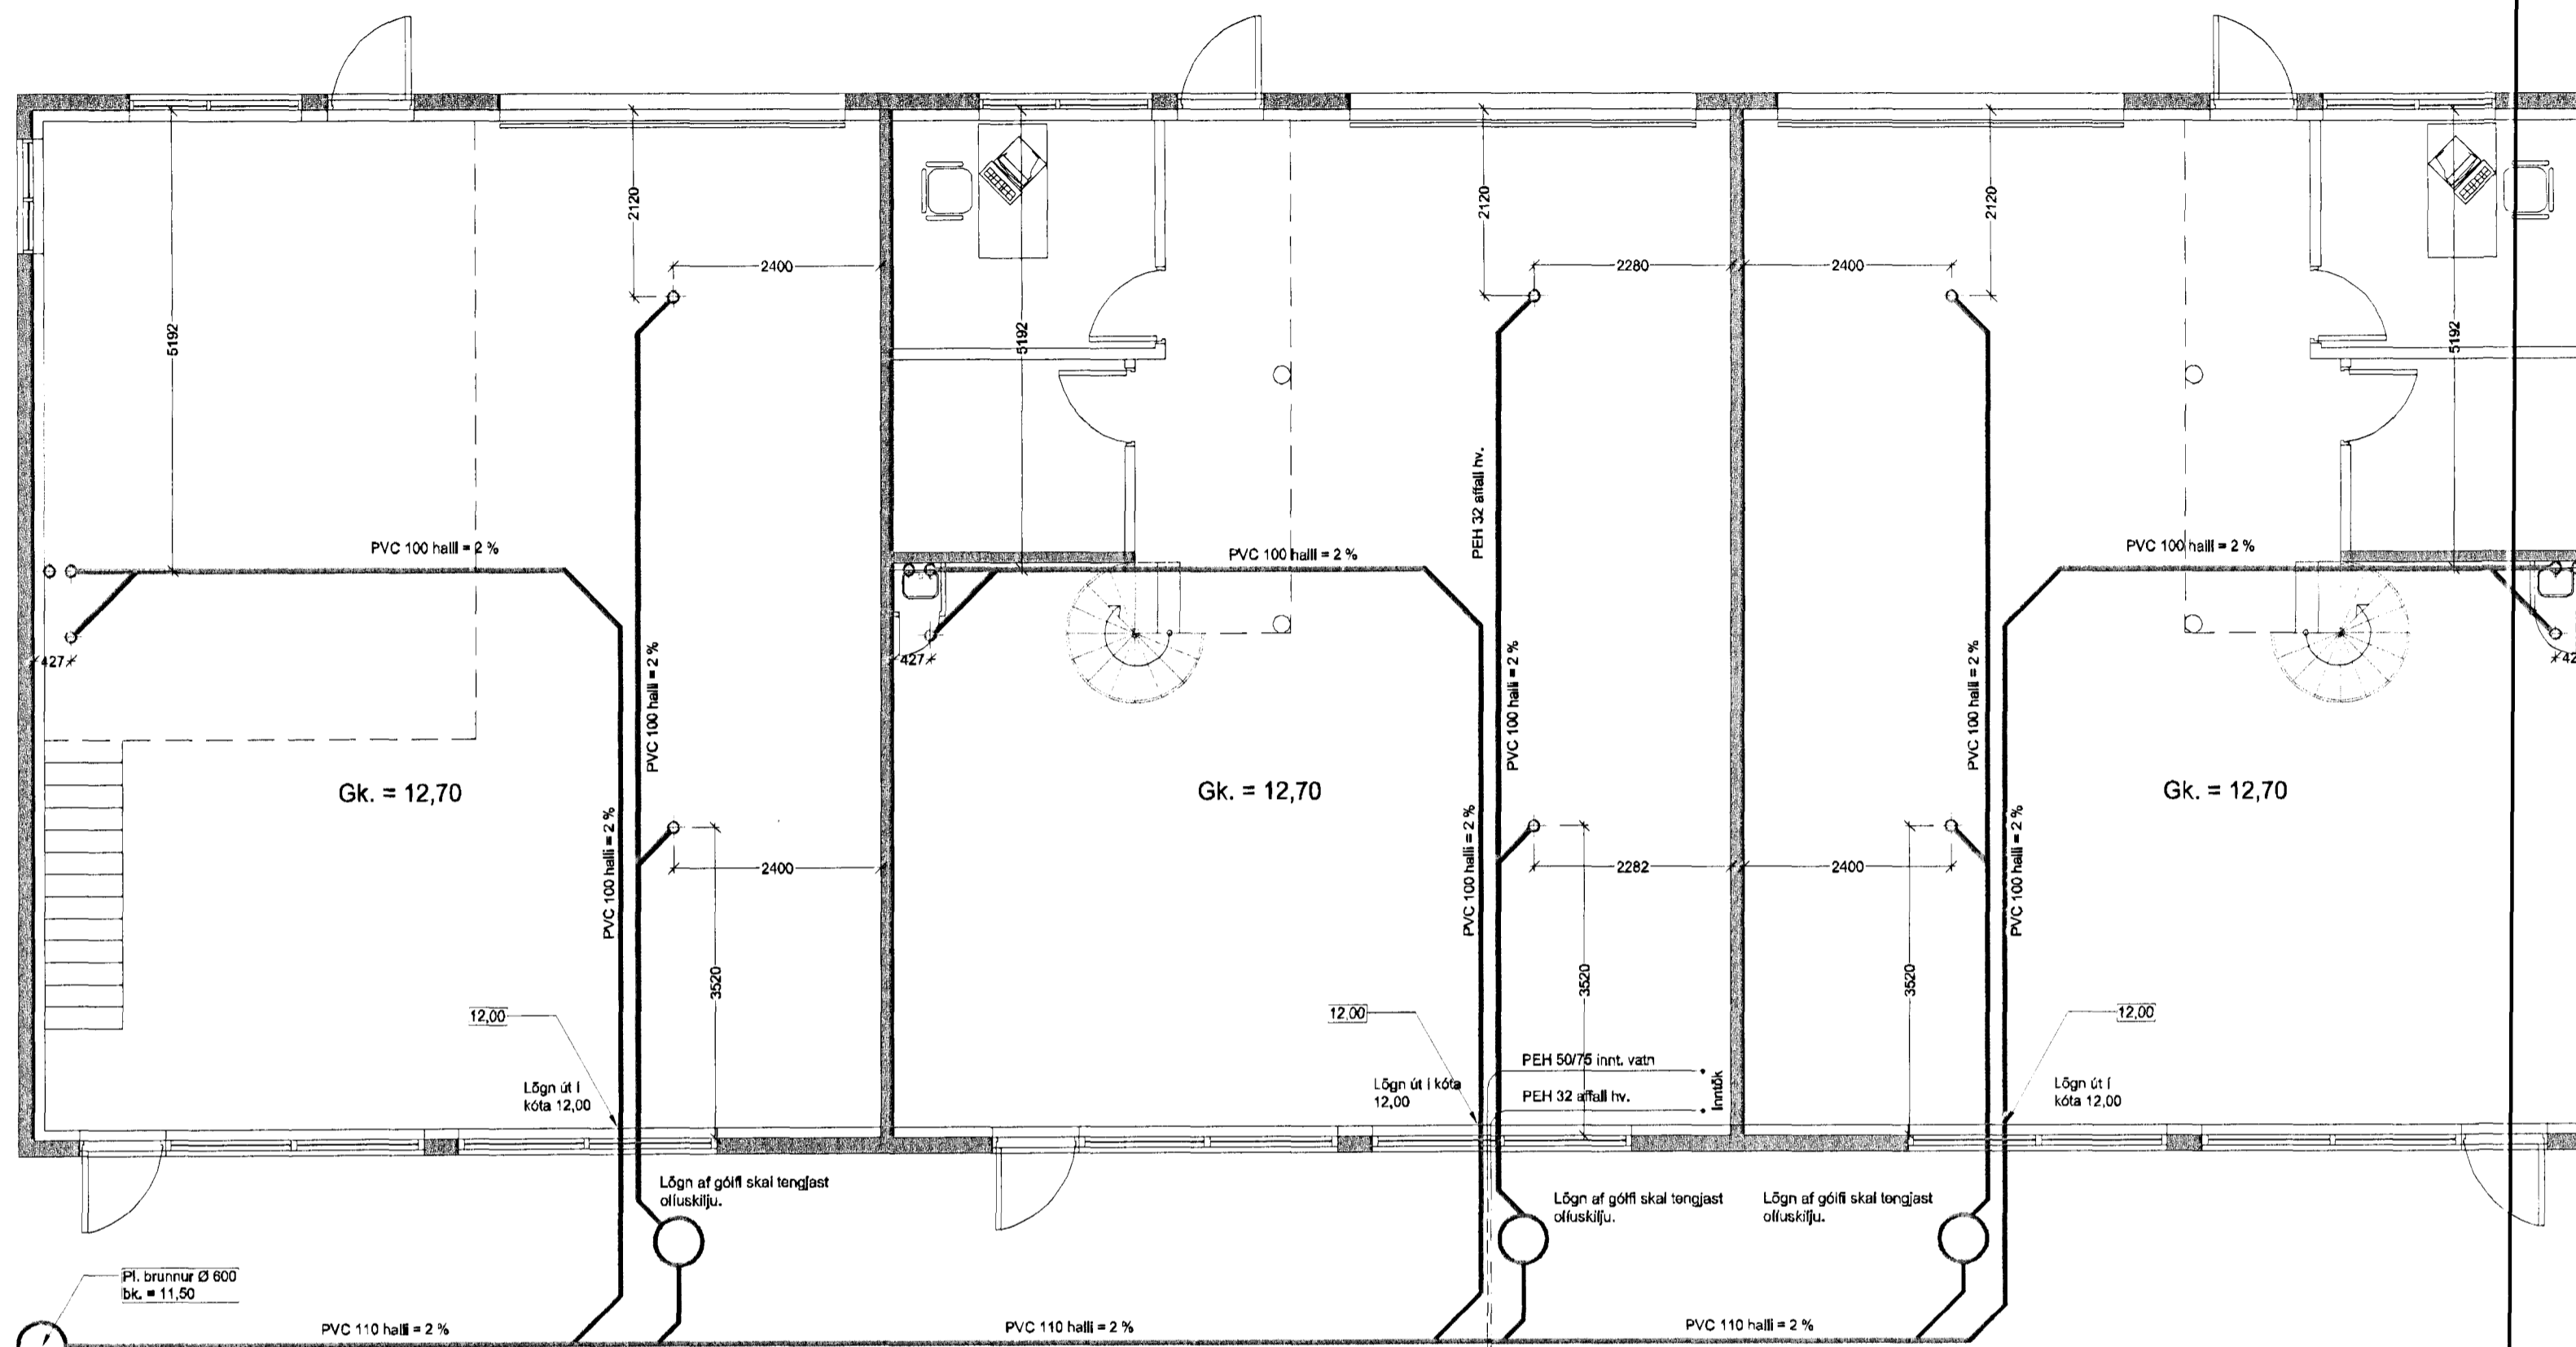 2120
2120
2120
2400
2280
2400
5192
5192
5192
PEH 32 affall hv.
PVC 100 halli = 2 %
PVC 100 halli = 2 %
PVC 100 halli = 2 %
427
427
PVC 100 halli = 2 %
PVC 100 halli = 2 %
PVC 100 halli = 2 %
Gk. = 12,70
Gk. = 12,70
Gk. = 12,70
PVC 100 halli = 2 %
PVC 100 halli = 2 %
PVC 100 halli = 2 %
2400
2282
2400
3520
3520
3520
12,00
12,00
12,00
Lögn út í
kóta 12,00
Lögn út í kóta
12,00
PEH 50/75 innt. vatn
PEH 32 affall hv.
Inntök
Lögn út í
kóta 12,00
Lögn af gólfi skal tengjast
olíuskilju.
Lögn af gólfi skal tengjast
olíuskilju.
Lögn af gólfi skal tengjast
olíuskilju.
Pl. brunnur Ø 600
bk. = 11,50
PVC 110 halli = 2 %
PVC 110 halli = 2 %
PVC 110 halli = 2 %